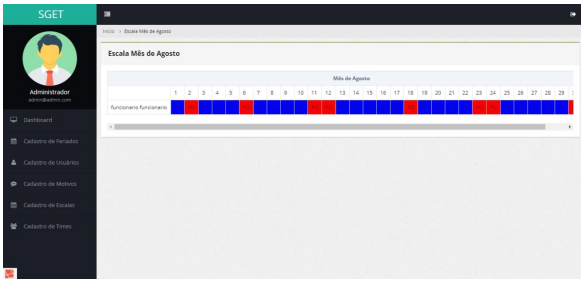 SGET
Início > Escala Mês de Agosto
Escala Mês de Agosto
Administrador
admin@admin.com
Dashboard
Cadastro de Feriados
Cadastro de Usuários
Cadastro de Motivos
Cadastro de Escalas
Cadastro de Times
Mês de Agosto
1 2 3 4 5 6 7 8 9 10 11 12 13 14 15 16 17 18 19 20 21 22 23 24 25 26 27 28 29
funcionario funcionario